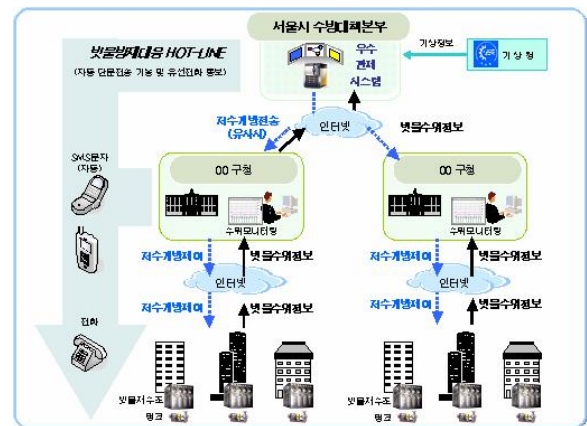 서울시 수방대책본부
빗물방재대응 HOT-LINE
(자동 단문전송 기능 및 유선전화 통보)
우수
관제
시스템
기상정보
기상청
저수개방전송
(유사시)
인터넷
빗물수위정보
SMS문자
(자동)
OO 구청
OO 구청
수위모니터링
수위모니터링
저수개방제어
빗물수위정보
저수개방제어
빗물수위정보
인터넷
인터넷
저수개방제어
빗물수위정보
저수개방제어
빗물수위정보
전화
빗물저수조
탱크
빗물저수조
탱크